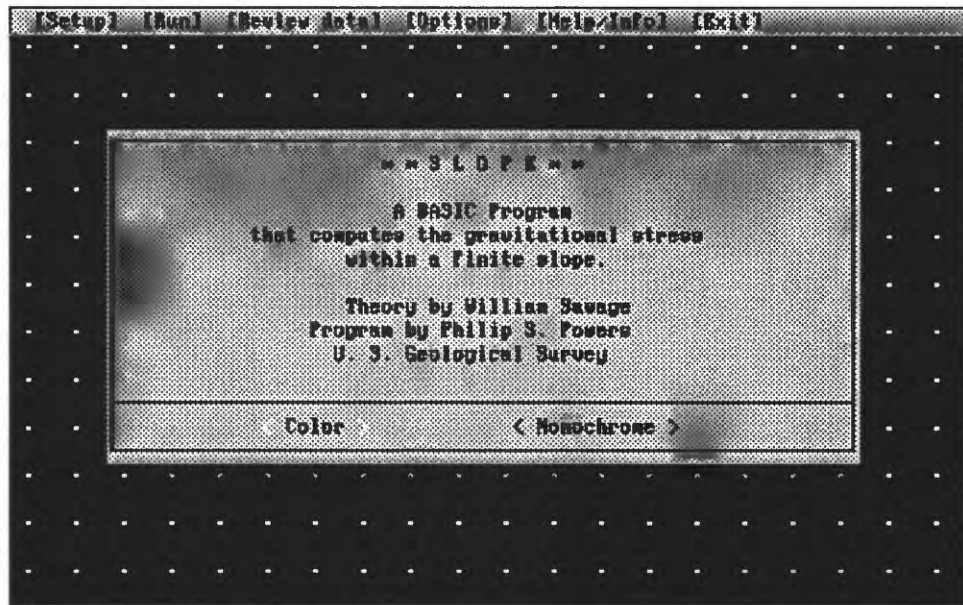 [Setup] [Run] [Review data] [Options] [Help/Info] [Exit]
= = S L O P E = =
A BASIC Program
that computes the gravitational stress
within a finite slope.
Theory by William Savage
Program by Philip S. Powers
U. S. Geological Survey
< Color > < Monochrome >